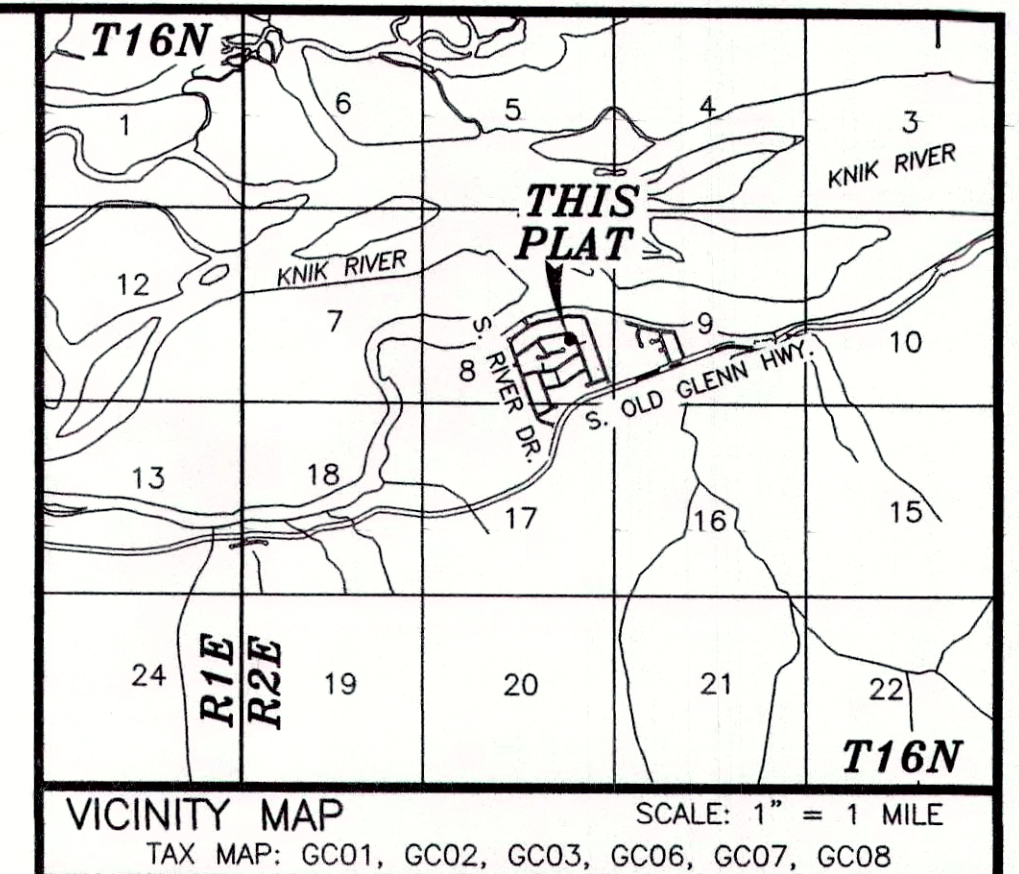 T16N
1
6
5
4
3
KNIK RIVER
THIS
PLAT
12
KNIK RIVER
7
8
S. RIVER DR.
9
10
S. OLD GLENN HWY.
13
18
17
16
15
24
R1E
R2E
19
20
21
22
T16N
VICINITY MAP
SCALE: 1" = 1 MILE
TAX MAP: GC01, GC02, GC03, GC06, GC07, GC08